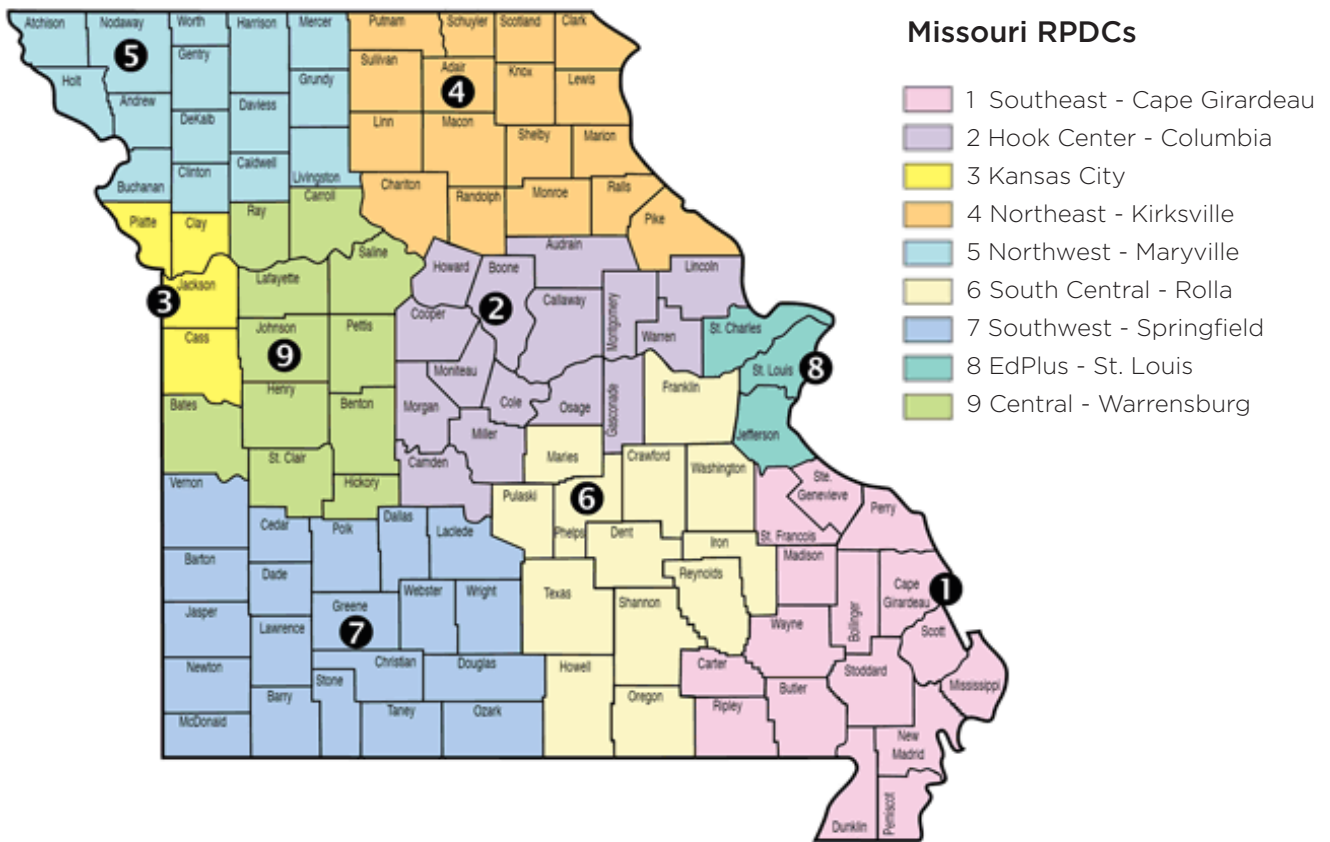 Missouri RPDCs
1 Southeast - Cape Girardeau
2 Hook Center - Columbia
3 Kansas City
4 Northeast - Kirksville
5 Northwest - Maryville
6 South Central - Rolla
7 Southwest - Springfield
8 EdPlus - St. Louis
9 Central - Warrensburg
Atchison
Nodaway
Worth
Harrison
Mercer
Putnam
Schuyler
Scotland
Clark
5
Gentry
Sullivan
Adair
Knox
Lewis
Holt
Grundy
4
Andrew
Daviess
DeKalb
Linn
Macon
Shelby
Marion
Buchanan
Clinton
Caldwell
Livingston
Chariton
Randolph
Monroe
Ralls
Pike
Platte
Clay
Ray
Carroll
Saline
Howard
Boone
Audrain
Lincoln
3
Jackson
Lafayette
2
Callaway
Montgomery
Cooper
Cass
Johnson
9
Pettis
Warren
St. Charles
8
St. Louis
Moniteau
Bates
Henry
Benton
Morgan
Cole
Osage
Gasconade
Franklin
Miller
Jefferson
St. Clair
Camden
Maries
Crawford
Washington
Vernon
Hickory
Pulaski
6
Ste.
Genevieve
Perry
Cedar
Polk
Dallas
Laclede
Phelps
Dent
Iron
St. Francois
Barton
Dade
Madison
Reynolds
Jasper
Greene
Webster
Wright
Texas
Shannon
Bollinger
Cape
Girardeau
1
Lawrence
7
Wayne
Scott
Newton
Christian
Douglas
Howell
Carter
Stoddard
Mississippi
Barry
Stone
Oregon
Butler
McDonald
Taney
Ozark
Ripley
New
Madrid
Dunklin
Pemiscot